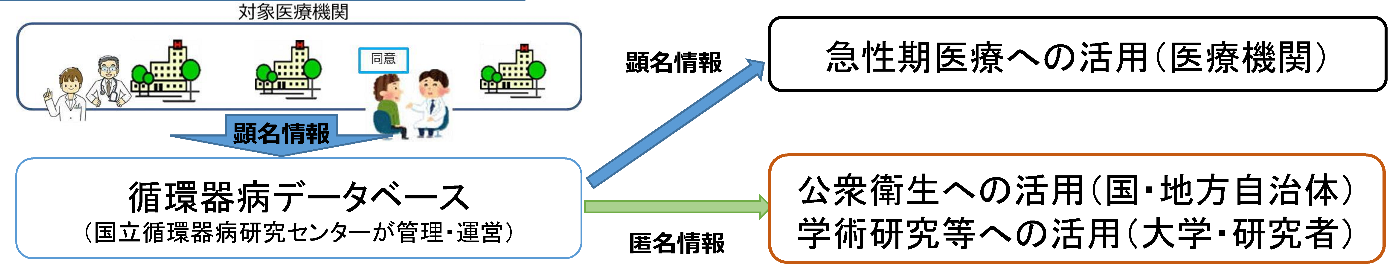 対象医療機関
同意
顕名情報
循環器病データベース
(国立循環器病研究センターが管理・運営)
顕名情報
急性期医療への活用(医療機関)
匿名情報
公衆衛生への活用(国・地方自治体)
学術研究等への活用(大学・研究者)